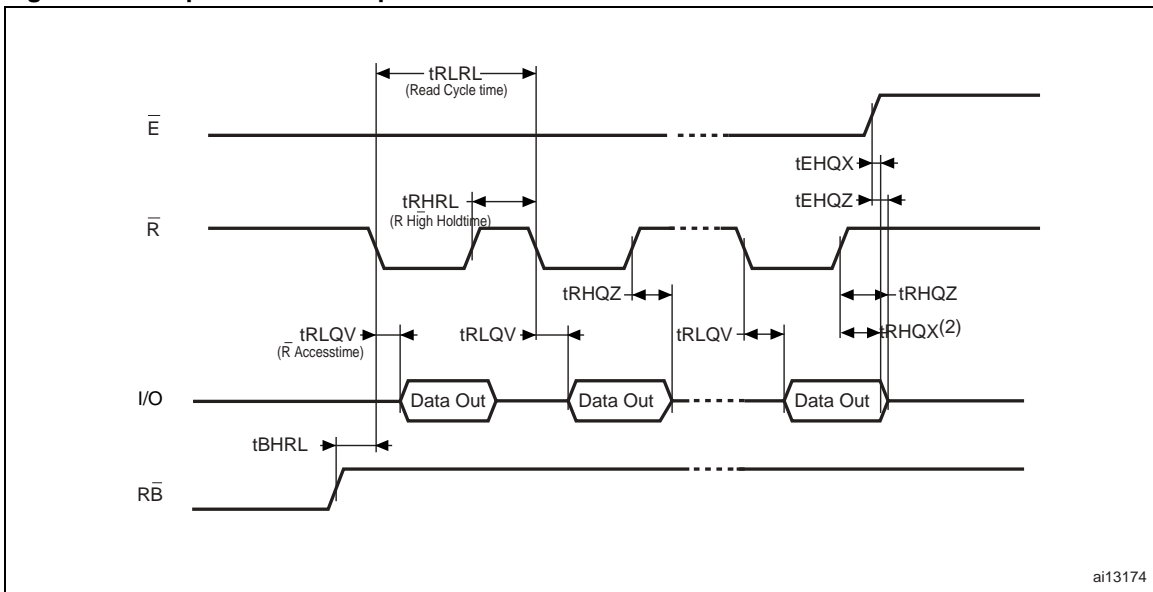 tRLRL
(Read Cycle time)
E̅
tEHQX
tEHQZ
tRHRL
(R̅ High Holdtime)
R̅
tRHQZ
tRHQZ
tRLQV
(R̅ Accesstime)
tRLQV
tRLQV
tRHQX(2)
I/O
Data Out
Data Out
Data Out
tBHRL
RB̅
ai13174